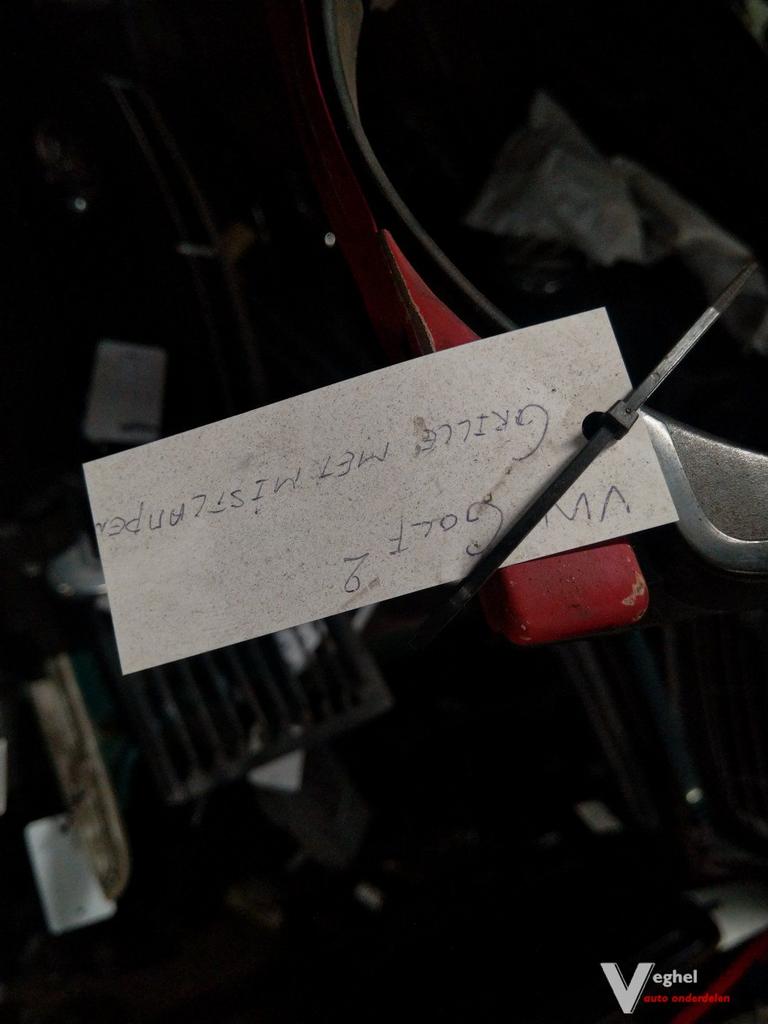 VW GOLF 2
GRILLE MET MISTLAMPEN
Veghel
auto onderdelen